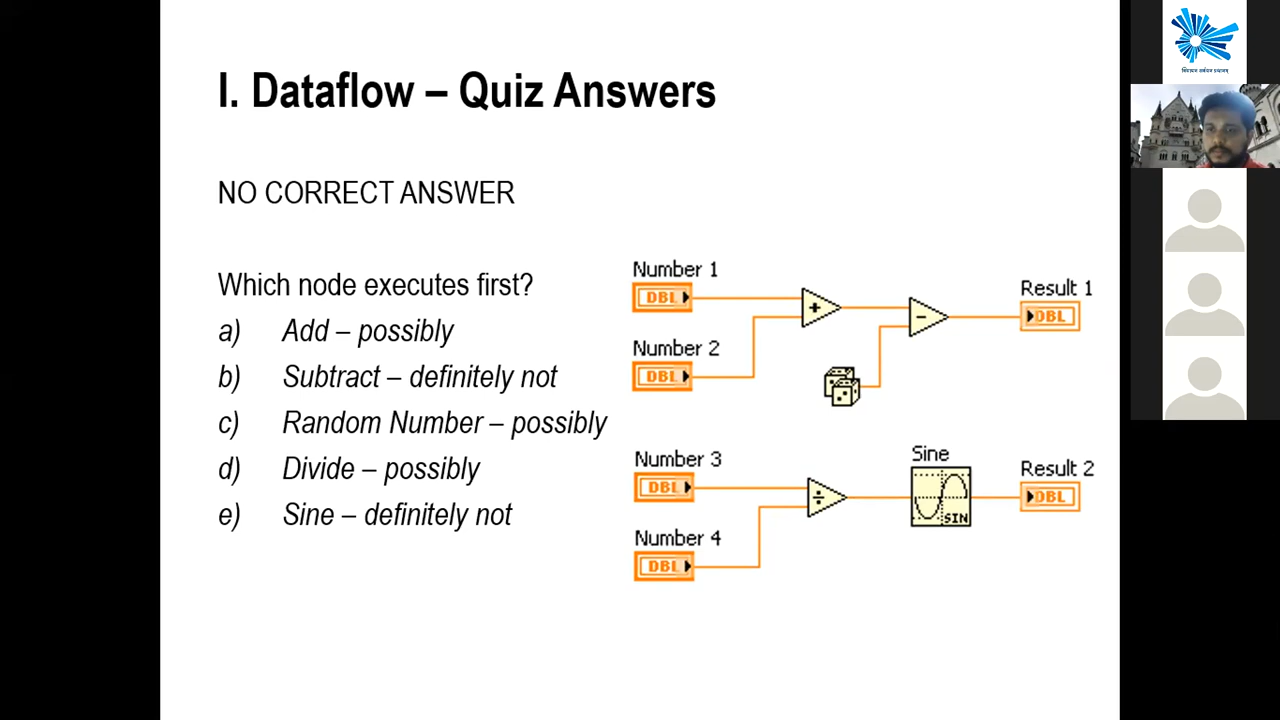 I. Dataflow – Quiz Answers
NO CORRECT ANSWER
Which node executes first?
a) Add – possibly
b) Subtract – definitely not
c) Random Number – possibly
d) Divide – possibly
e) Sine – definitely not
Number 1
DBL
Number 2
DBL
+
−
Result 1
DBL
Number 3
DBL
Number 4
DBL
÷
Sine
SIN
Result 2
DBL